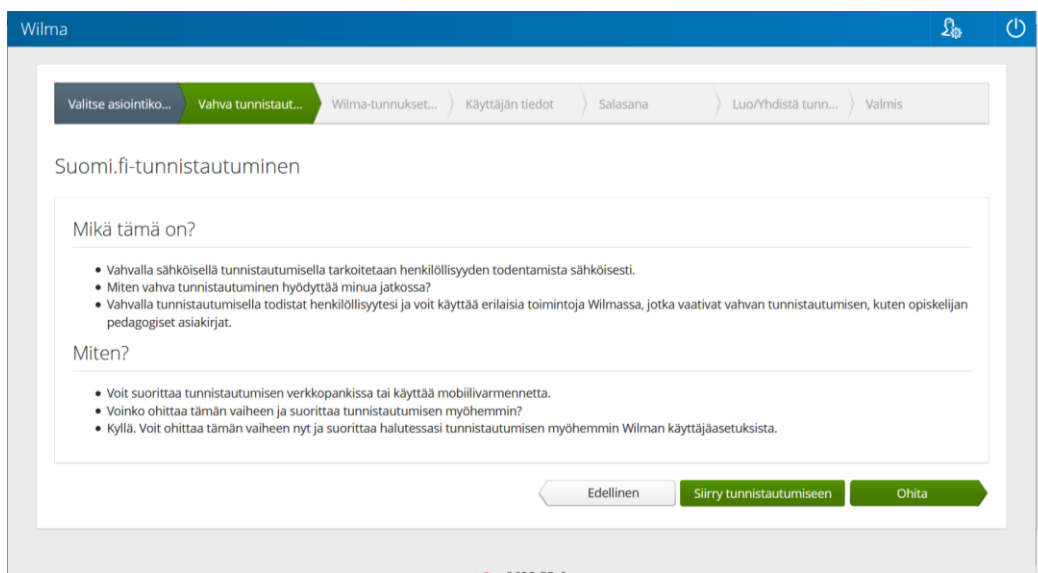 Wilma
Valitse asiointiko...
Vahva tunnistaut...
Wilma-tunnukset...
Käyttäjän tiedot
Salasana
Luo/Yhdistä tunn...
Valmis
Suomi.fi-tunnistautuminen
Mikä tämä on?
• Vahvalla sähköisellä tunnistautumisella tarkoitetaan henkilöllisyyden todentamista sähköisesti.
• Miten vahva tunnistautuminen hyödyttää minua jatkossa?
• Vahvalla tunnistautumisella todistat henkilöllisyytesi ja voit käyttää erilaisia toimintoja Wilmassa, jotka vaativat vahvan tunnistautumisen, kuten opiskelijan
pedagogiset asiakirjat.
Miten?
• Voit suorittaa tunnistautumisen verkkopankissa tai käyttää mobiilivarmennetta.
• Voinko ohittaa tämän vaiheen ja suorittaa tunnistautumisen myöhemmin?
• Kyllä. Voit ohittaa tämän vaiheen nyt ja suorittaa halutessasi tunnistautumisen myöhemmin Wilman käyttäjäasetuksista.
Edellinen
Siirry tunnistautumiseen
Ohita